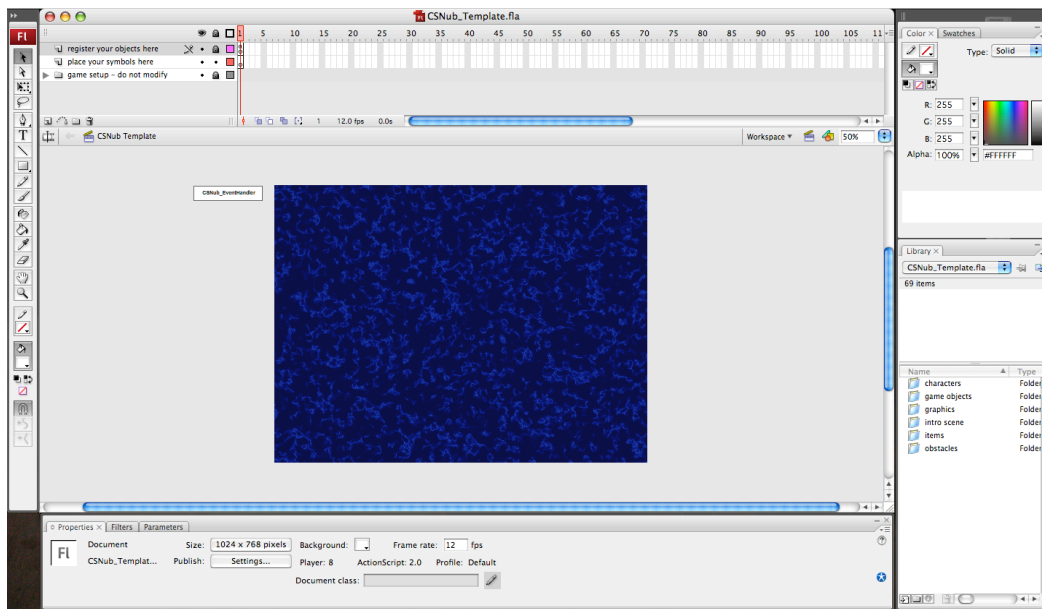 CSNub_Template.fla
Fl
1 5 10 15 20 25 30 35 40 45 50 55 60 65 70 75 80 85 90 95 100 105 11
register your objects here
place your symbols here
game setup - do not modify
1 12.0 fps 0.0s
CSNub Template
Workspace
50%
CSNub_EventHandler
T
Color × Swatches
Type: Solid
R: 255
G: 255
B: 255
Alpha: 100% #FFFFFF
Library ×
CSNub_Template.fla
69 items
Name Type
characters Folder
game objects Folder
graphics Folder
intro scene Folder
items Folder
obstacles Folder
Properties × Filters Parameters
Fl
Document Size: 1024 x 768 pixels Background: Frame rate: 12 fps
CSNub_Templat... Publish: Settings... Player: 8 ActionScript: 2.0 Profile: Default
Document class: